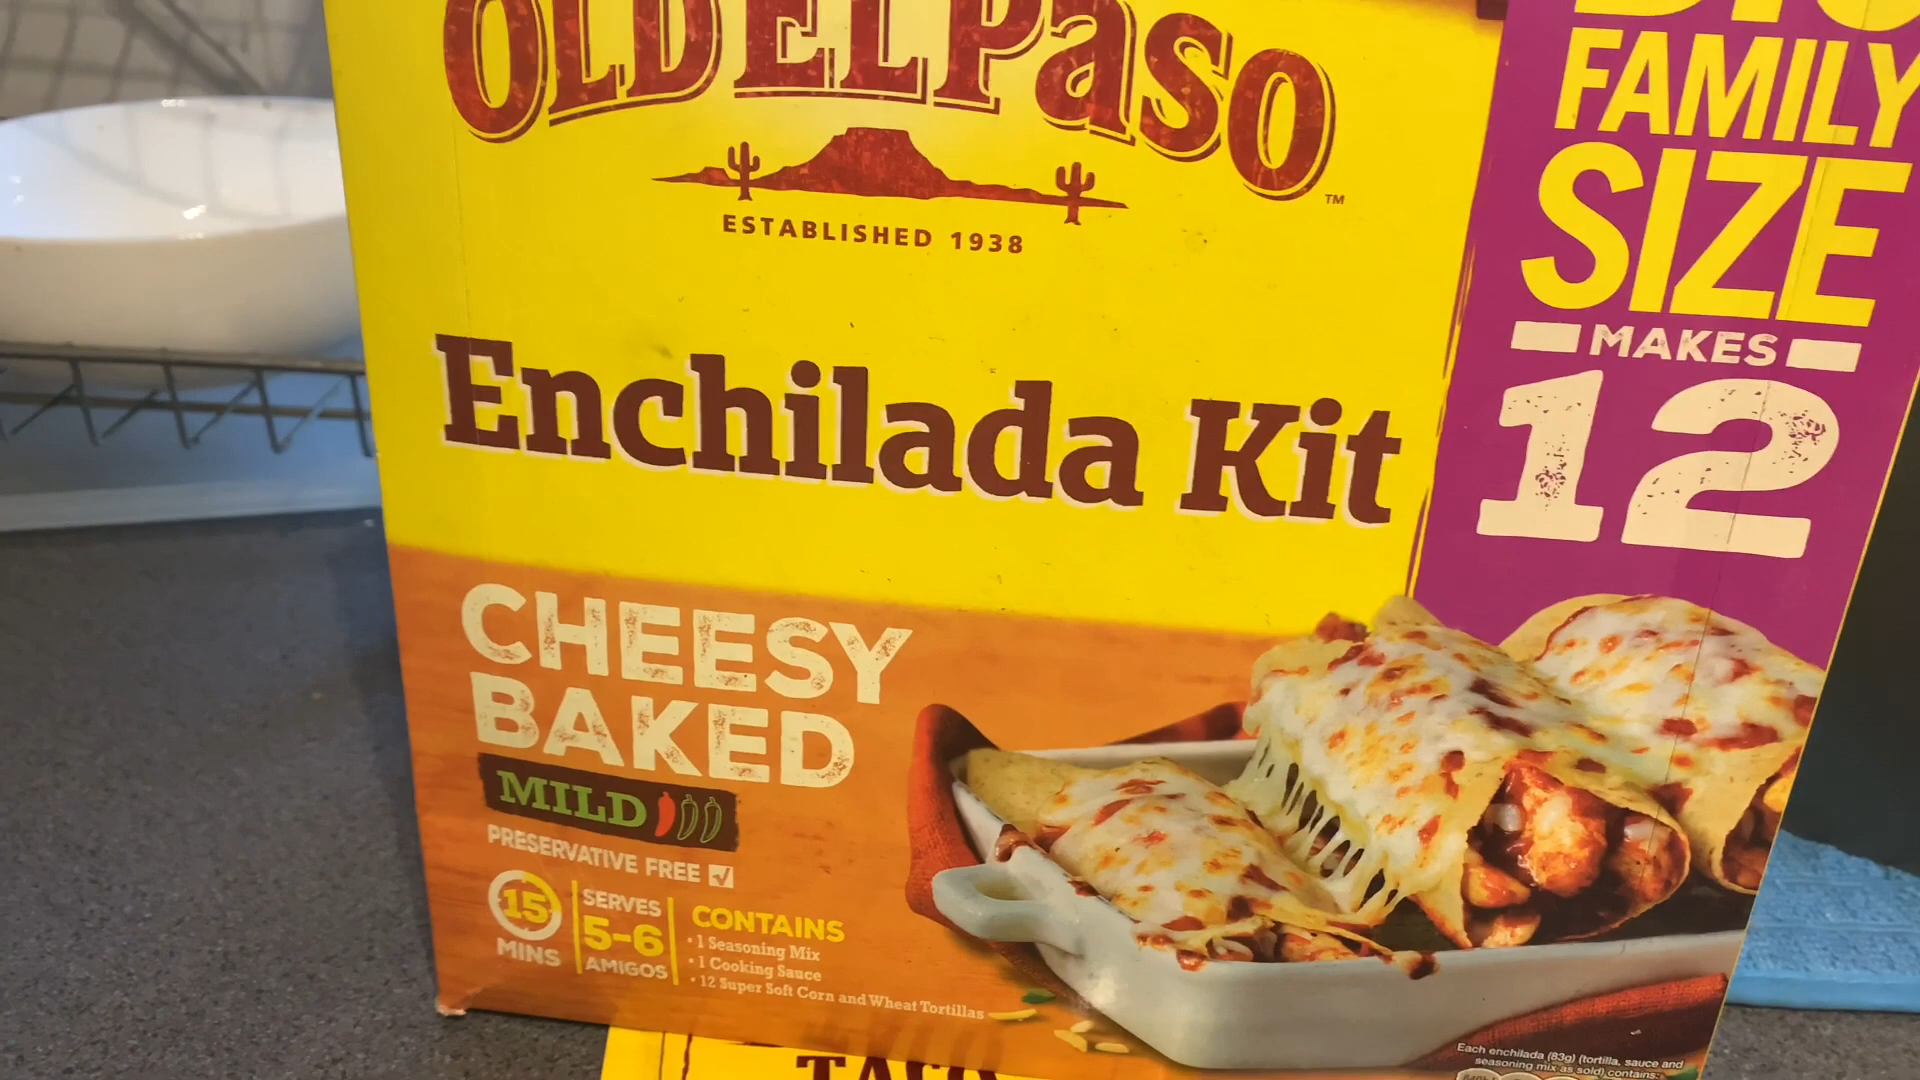 OLD EL Paso
TM
ESTABLISHED 1938
Enchilada Kit
FAMILY
SIZE
MAKES
12
CHEESY
BAKED
MILD
PRESERVATIVE FREE
15
MINS
SERVES
5-6
AMIGOS
CONTAINS
• 1 Seasoning Mix
• 1 Cooking Sauce
• 12 Super Soft Corn and Wheat Tortillas
Each enchilada (83g) (tortilla, sauce and
seasoning mix as sold) contains:
TACO